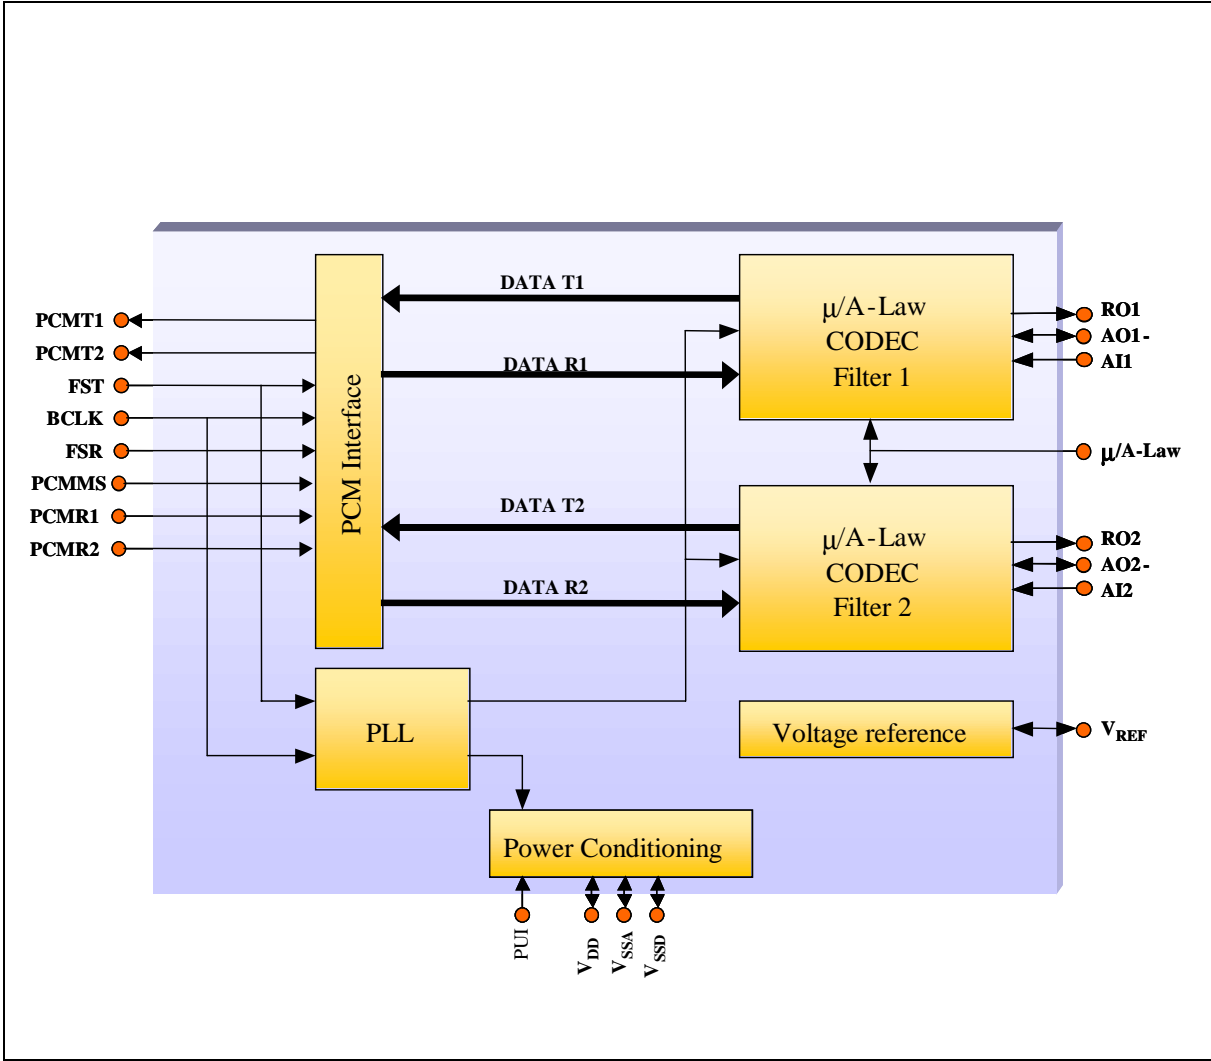 PCMT1
PCMT2
FST
BCLK
FSR
PCMMS
PCMR1
PCMR2
PCM Interface
DATA T1
DATA R1
DATA T2
DATA R2
μ/A-Law
CODEC
Filter 1
μ/A-Law
CODEC
Filter 2
RO1
AO1-
AI1
μ/A-Law
RO2
AO2-
AI2
PLL
Voltage reference
VREF
Power Conditioning
PUI
VDD
VSSA
VSSD